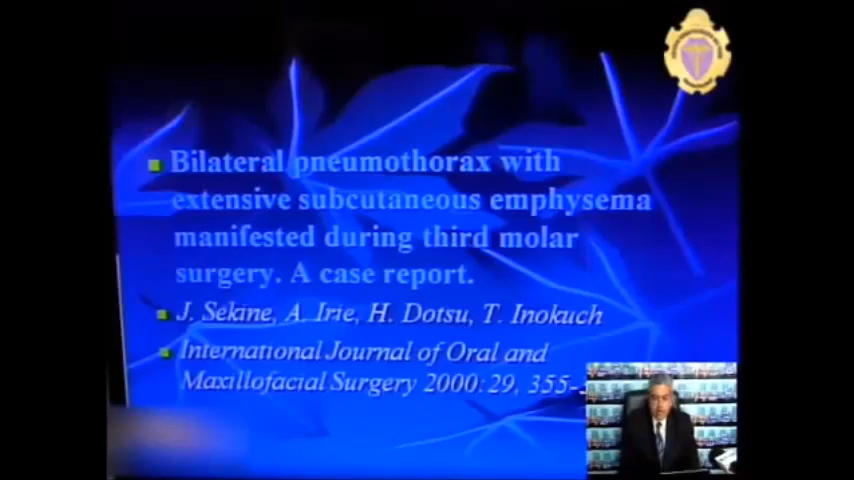 Bilateral pneumothorax with
extensive subcutaneous emphysema
manifested during third molar
surgery. A case report.
J. Sekine, A. Irie, H. Dotsu, T. Inokuch
International Journal of Oral and
Maxillofacial Surgery 2000:29, 355-